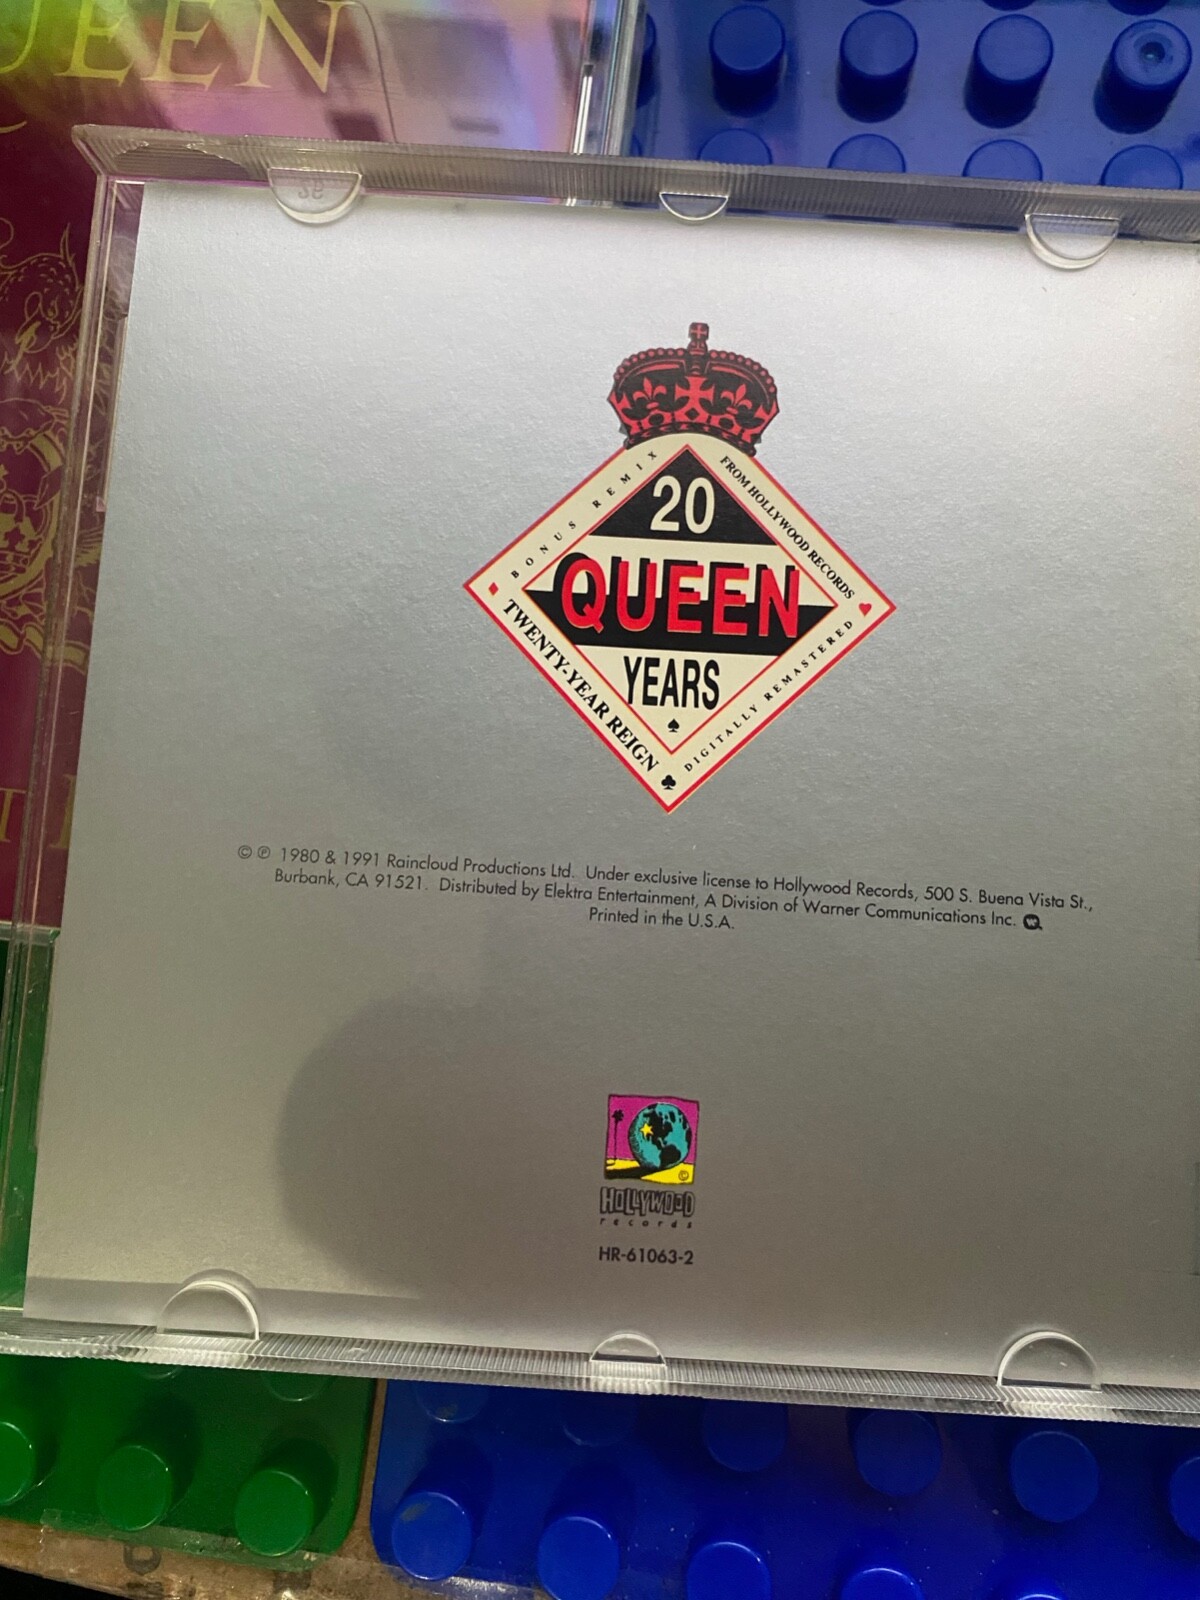 QUEEN
BONUS REMIX
FROM HOLLYWOOD RECORDS
20
QUEEN
YEARS
TWENTY-YEAR REIGN
DIGITALLY REMASTERED
© ℗ 1980 & 1991 Raincloud Productions Ltd. Under exclusive license to Hollywood Records, 500 S. Buena Vista St.,
Burbank, CA 91521. Distributed by Elektra Entertainment, A Division of Warner Communications Inc.
Printed in the U.S.A.
©
HOLLYWOOD
records
HR-61063-2